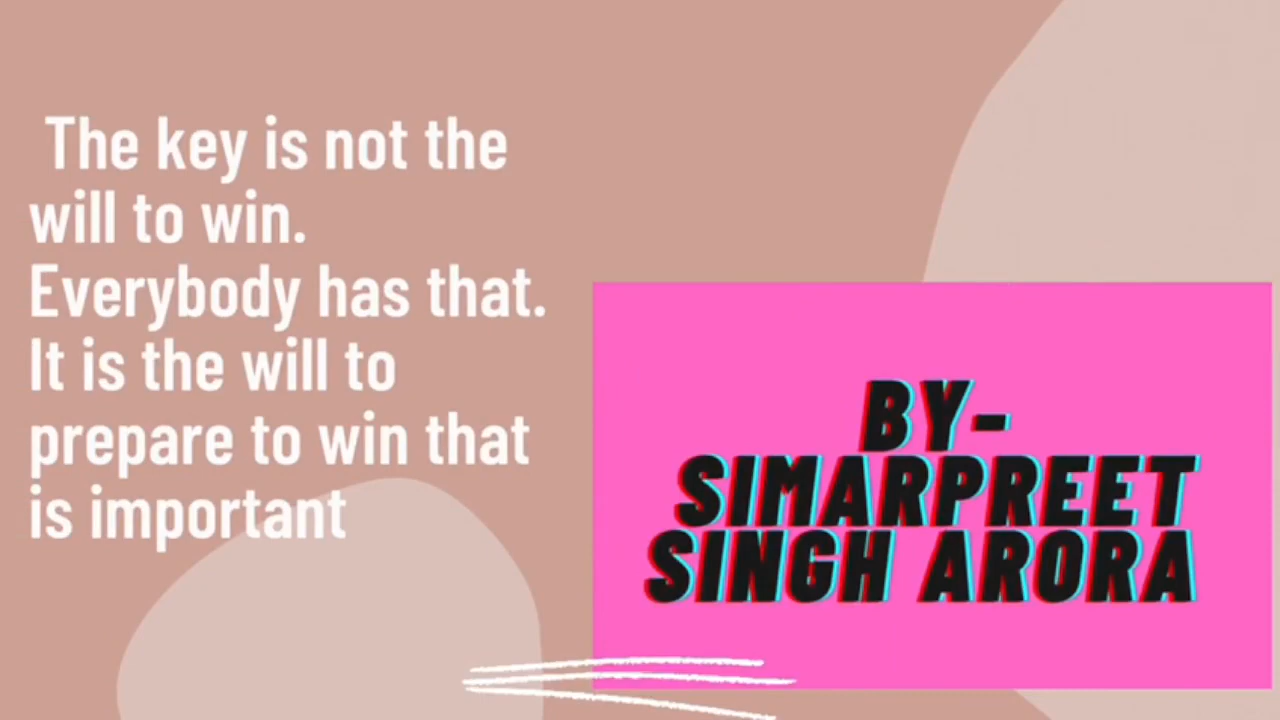 The key is not the
will to win.
Everybody has that.
It is the will to
prepare to win that
is important
BY-
SIMARPREET
SINGH ARORA